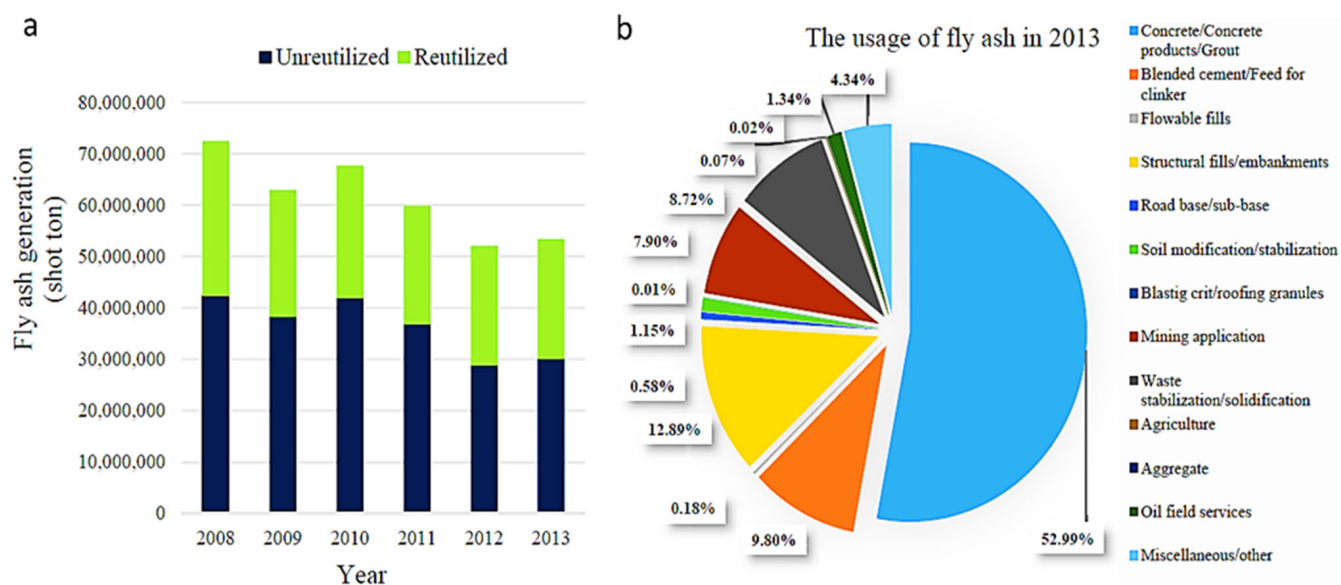 a
Unreutilized Reutilized
Fly ash generation
(shot ton)
80,000,000
70,000,000
60,000,000
50,000,000
40,000,000
30,000,000
20,000,000
10,000,000
0
2008 2009 2010 2011 2012 2013
Year
b
The usage of fly ash in 2013
4.34%
1.34%
0.02%
0.07%
8.72%
7.90%
0.01%
1.15%
0.58%
12.89%
0.18%
9.80%
52.99%
Concrete/Concrete
products/Grout
Blended cement/Feed for
clinker
Flowable fills
Structural fills/embankments
Road base/sub-base
Soil modification/stabilization
Blastig crit/roofing granules
Mining application
Waste
stabilization/solidification
Agriculture
Aggregate
Oil field services
Miscellaneous/other